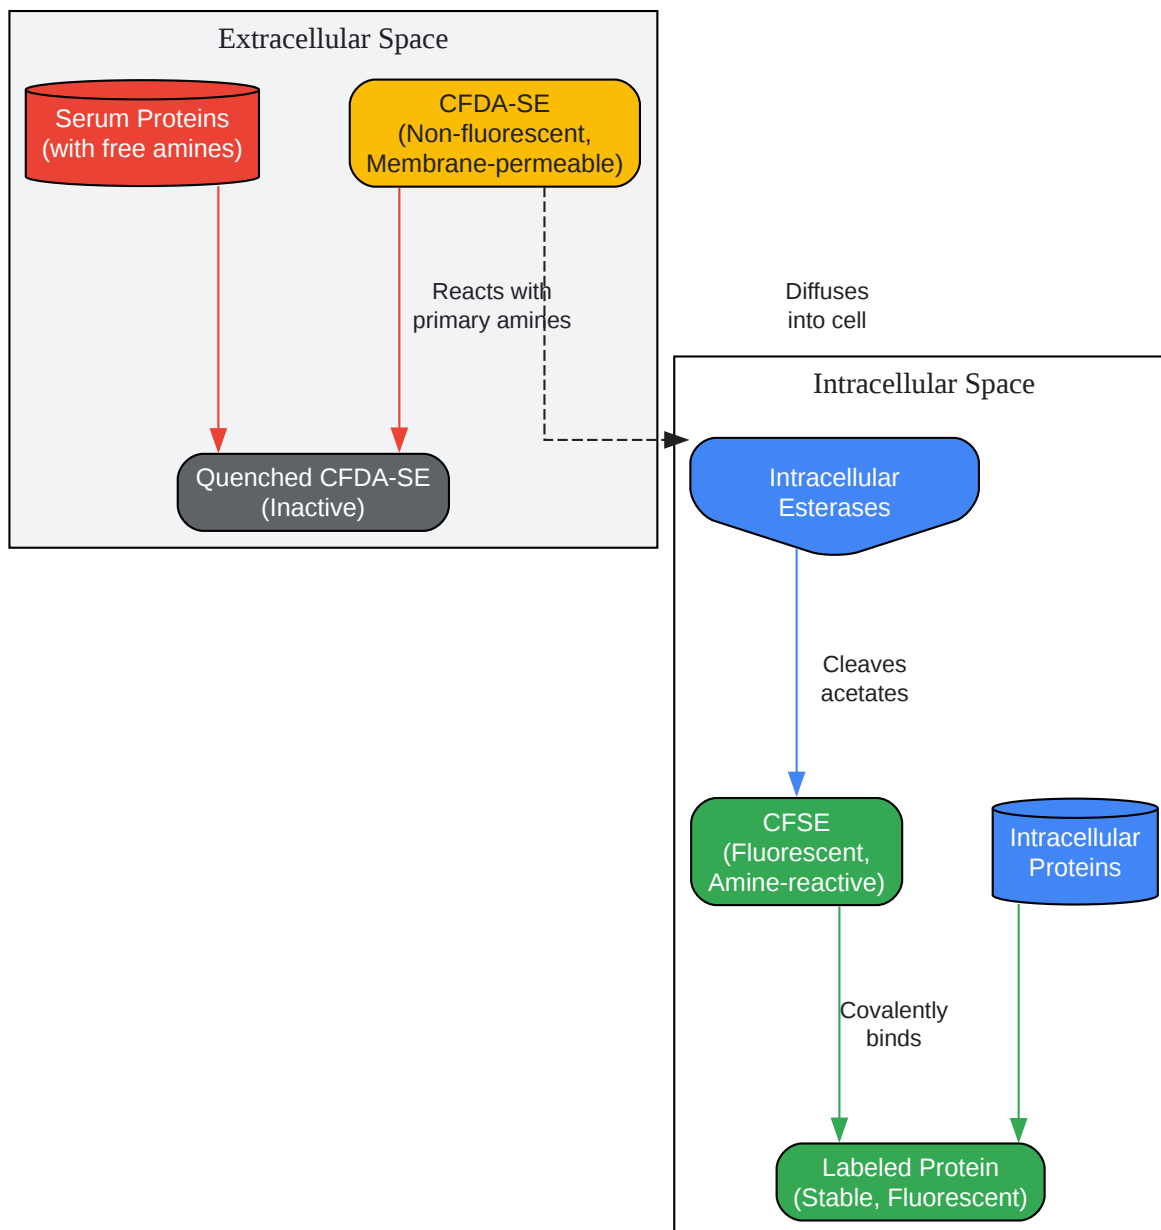 Extracellular Space
Serum Proteins
(with free amines)
CFDA-SE
(Non-fluorescent,
Membrane-permeable)
Reacts with
primary amines
Diffuses
into cell
Quenched CFDA-SE
(Inactive)
Intracellular Space
Intracellular
Esterases
Cleaves
acetates
CFSE
(Fluorescent,
Amine-reactive)
Intracellular
Proteins
Covalently
binds
Labeled Protein
(Stable, Fluorescent)